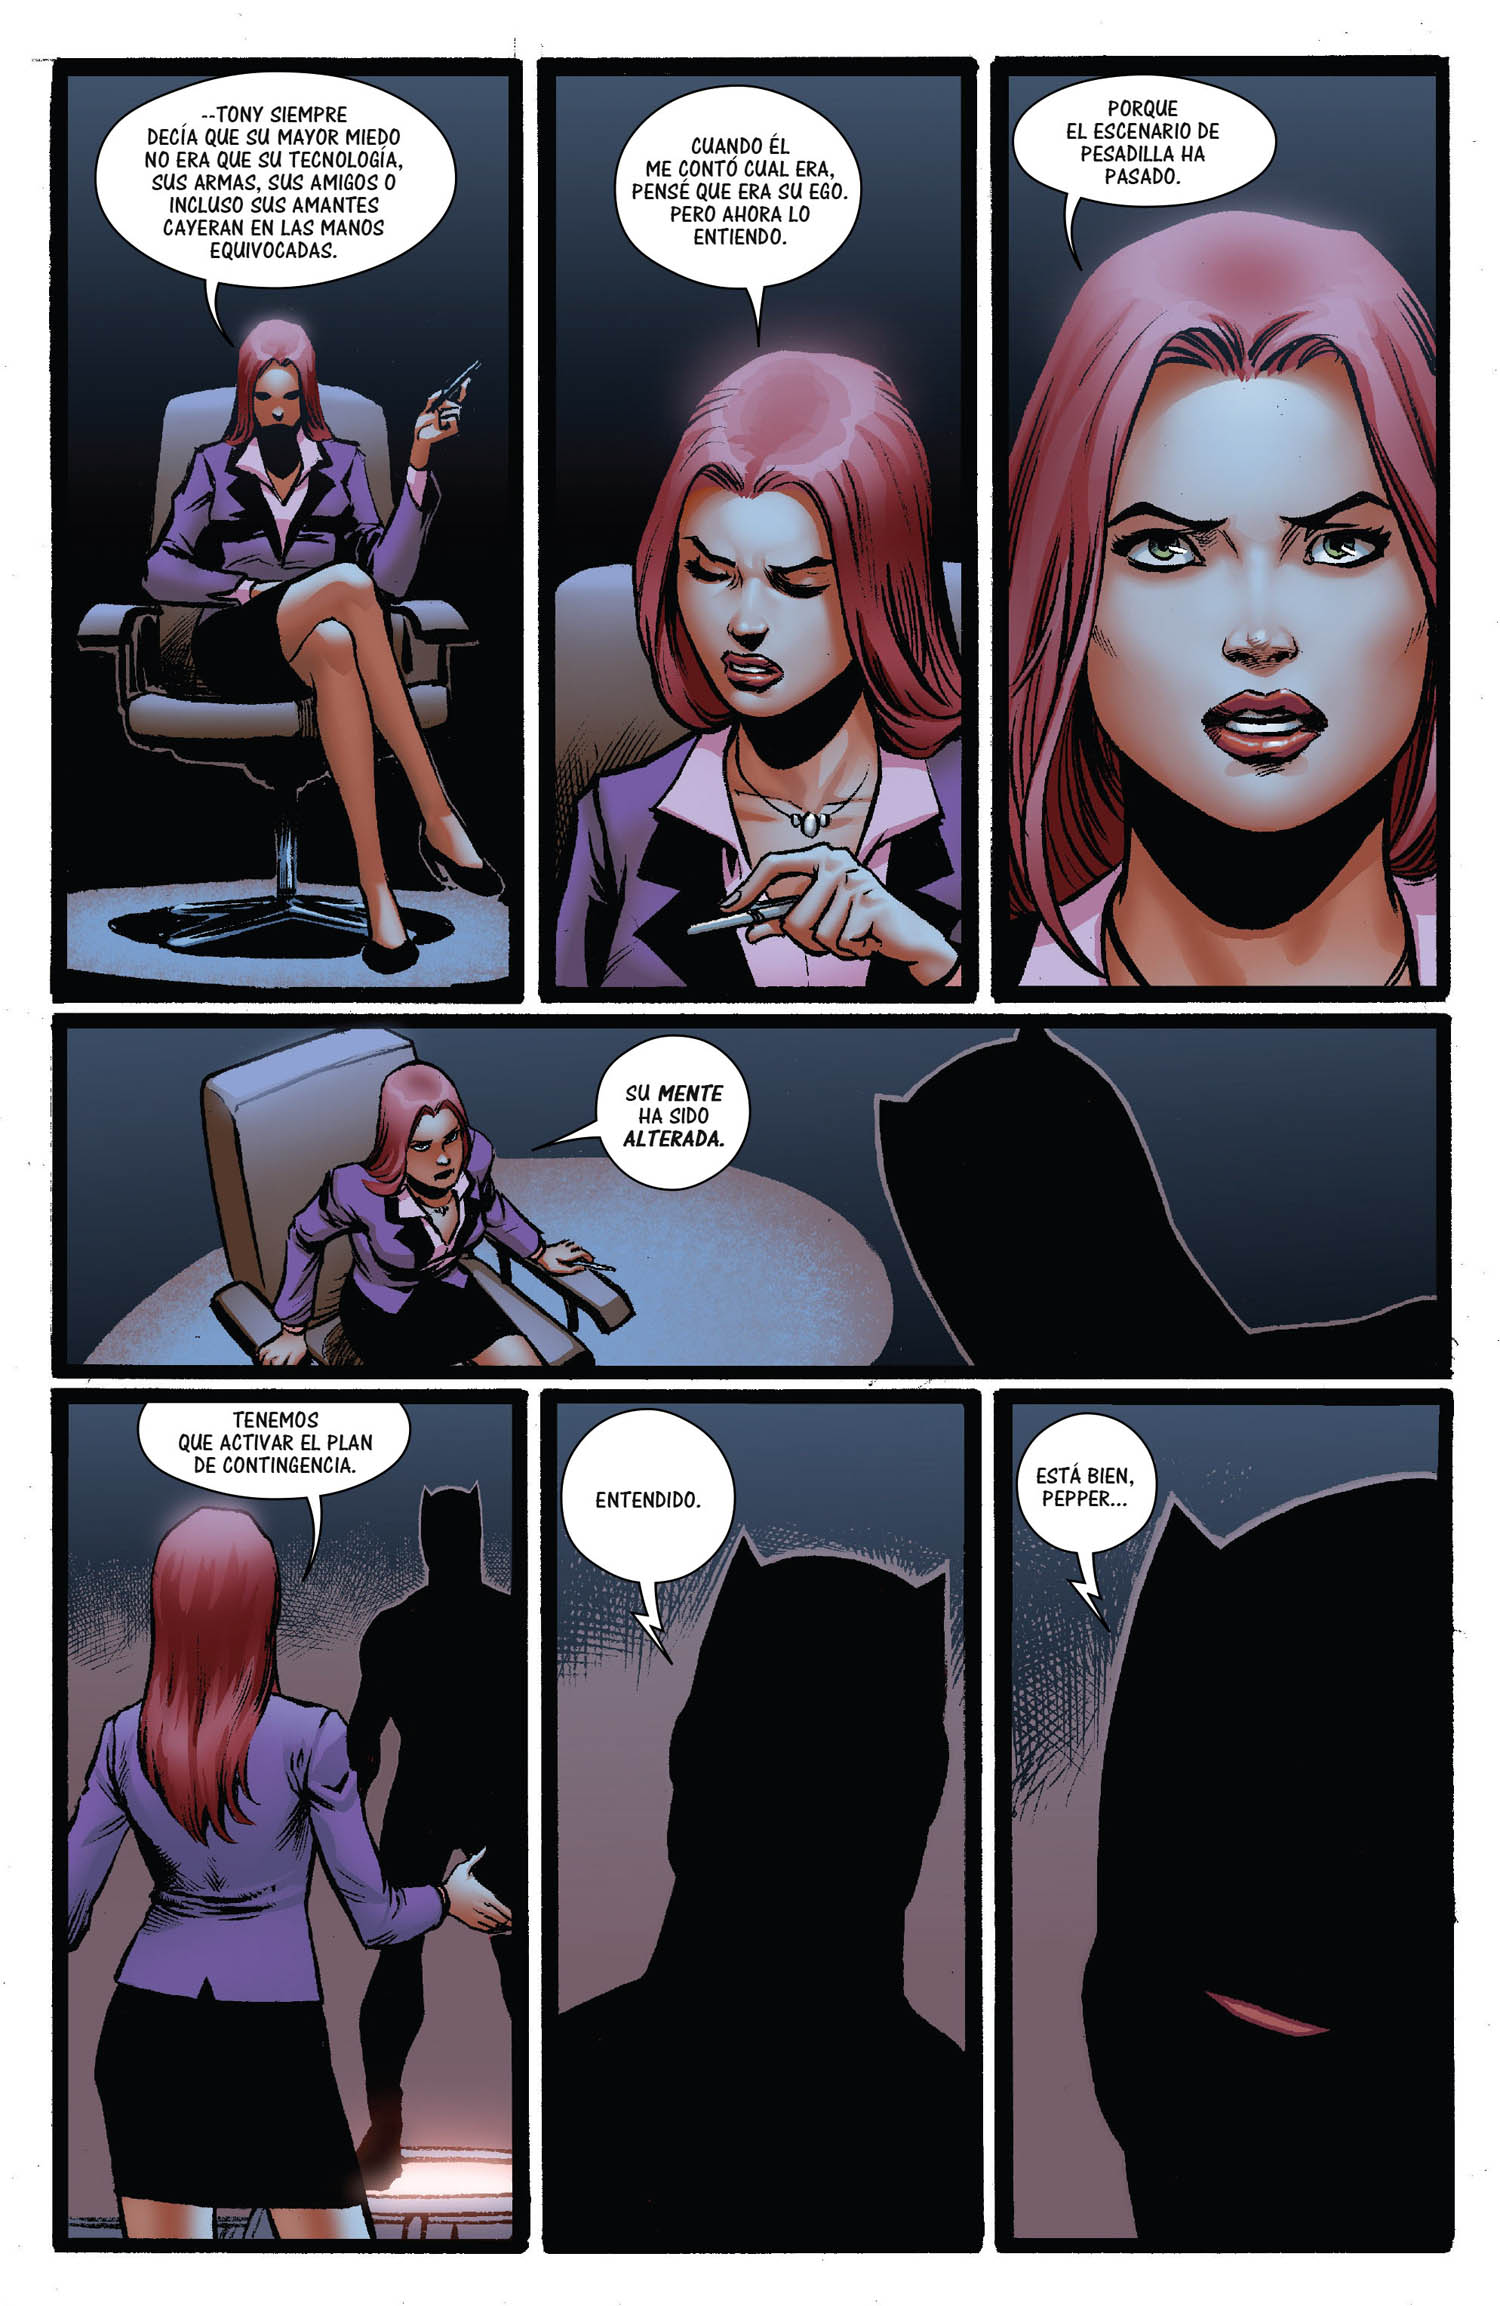 --TONY SIEMPRE
DECÍA QUE SU MAYOR MIEDO
NO ERA QUE SU TECNOLOGÍA,
SUS ARMAS, SUS AMIGOS O
INCLUSO SUS AMANTES
CAYERAN EN LAS MANOS
EQUIVOCADAS.
CUANDO ÉL
ME CONTÓ CUAL ERA,
PENSÉ QUE ERA SU EGO.
PERO AHORA LO
ENTIENDO.
PORQUE
EL ESCENARIO DE
PESADILLA HA
PASADO.
SU MENTE
HA SIDO
ALTERADA.
TENEMOS
QUE ACTIVAR EL PLAN
DE CONTINGENCIA.
ENTENDIDO.
ESTÁ BIEN,
PEPPER...